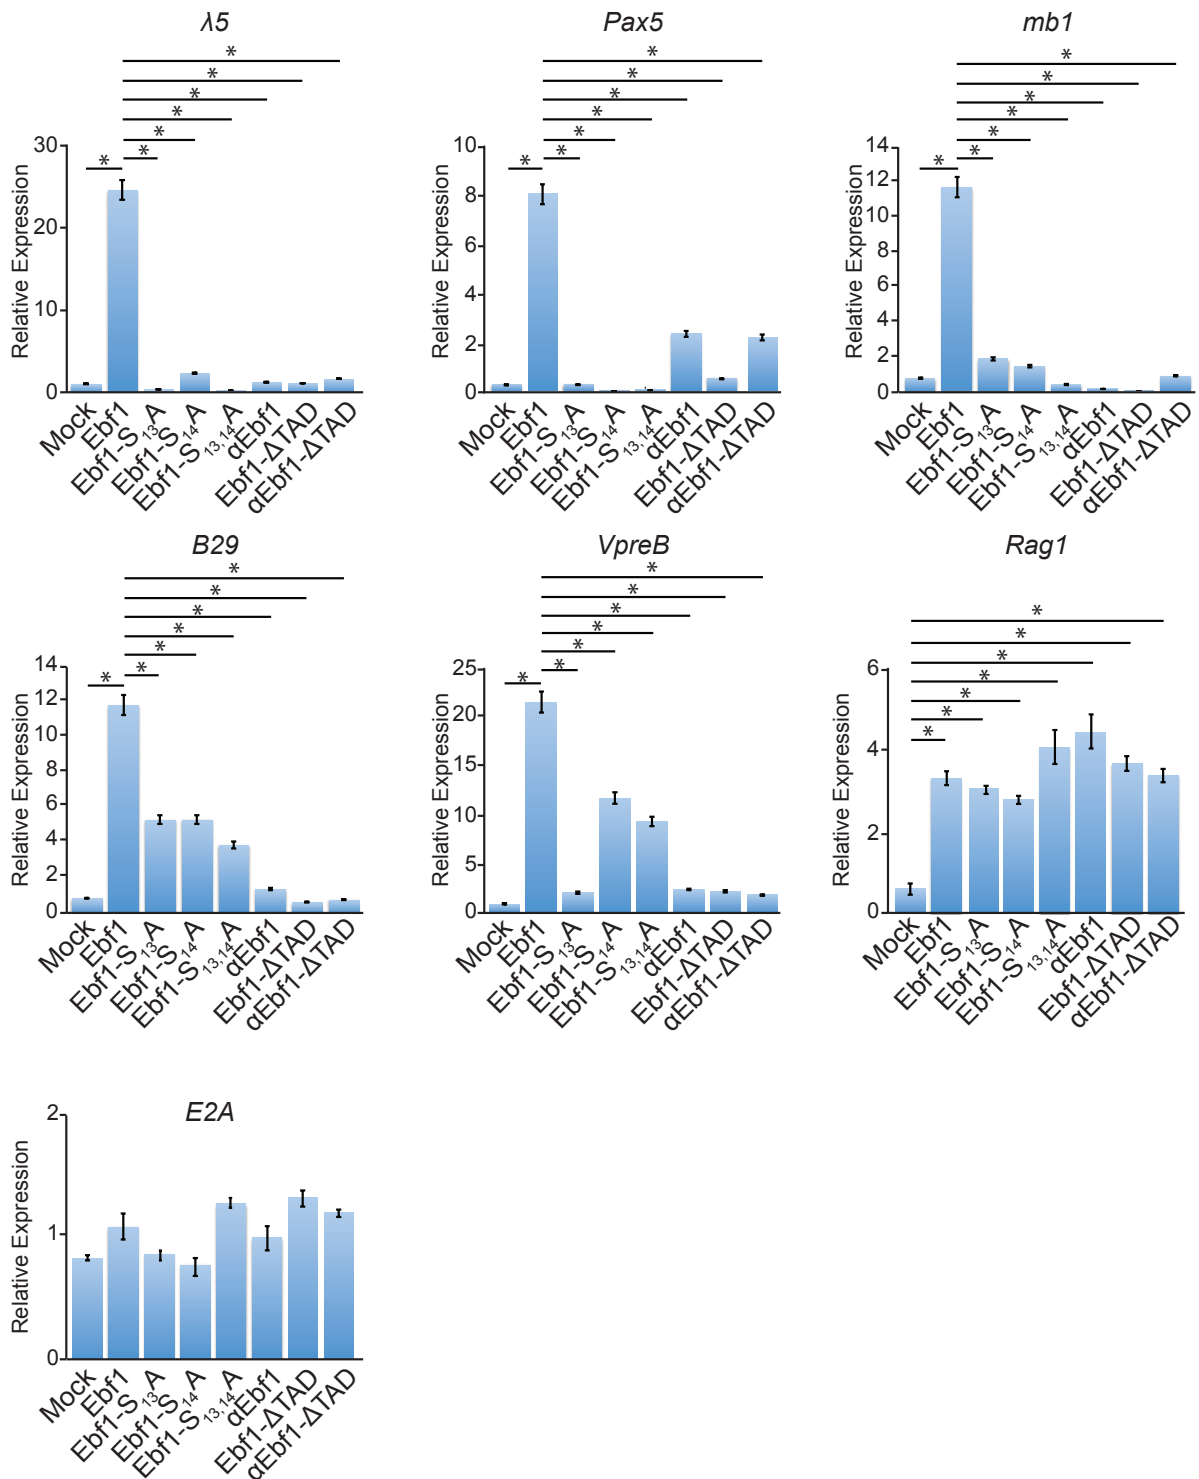 λ5
Pax5
mb1
*
*
*
*
*
*
*
Relative Expression
30
20
10
0
Mock
Ebf1
Ebf1-S13A
Ebf1-S14A
Ebf1-S13,14A
αEbf1
Ebf1-ΔTAD
αEbf1-ΔTAD
*
*
*
*
*
*
*
Relative Expression
10
8
6
4
2
0
Mock
Ebf1
Ebf1-S13A
Ebf1-S14A
Ebf1-S13,14A
αEbf1
Ebf1-ΔTAD
αEbf1-ΔTAD
*
*
*
*
*
*
*
Relative Expression
14
12
10
8
6
4
2
0
Mock
Ebf1
Ebf1-S13A
Ebf1-S14A
Ebf1-S13,14A
αEbf1
Ebf1-ΔTAD
αEbf1-ΔTAD
B29
VpreB
Rag1
*
*
*
*
*
*
*
Relative Expression
14
12
10
8
6
4
2
0
Mock
Ebf1
Ebf1-S13A
Ebf1-S14A
Ebf1-S13,14A
αEbf1
Ebf1-ΔTAD
αEbf1-ΔTAD
*
*
*
*
*
*
*
Relative Expression
25
20
15
10
5
0
Mock
Ebf1
Ebf1-S13A
Ebf1-S14A
Ebf1-S13,14A
αEbf1
Ebf1-ΔTAD
αEbf1-ΔTAD
*
*
*
*
*
*
*
Relative Expression
6
4
2
0
Mock
Ebf1
Ebf1-S13A
Ebf1-S14A
Ebf1-S13,14A
αEbf1
Ebf1-ΔTAD
αEbf1-ΔTAD
E2A
Relative Expression
2
1
0
Mock
Ebf1
Ebf1-S13A
Ebf1-S14A
Ebf1-S13,14A
αEbf1
Ebf1-ΔTAD
αEbf1-ΔTAD